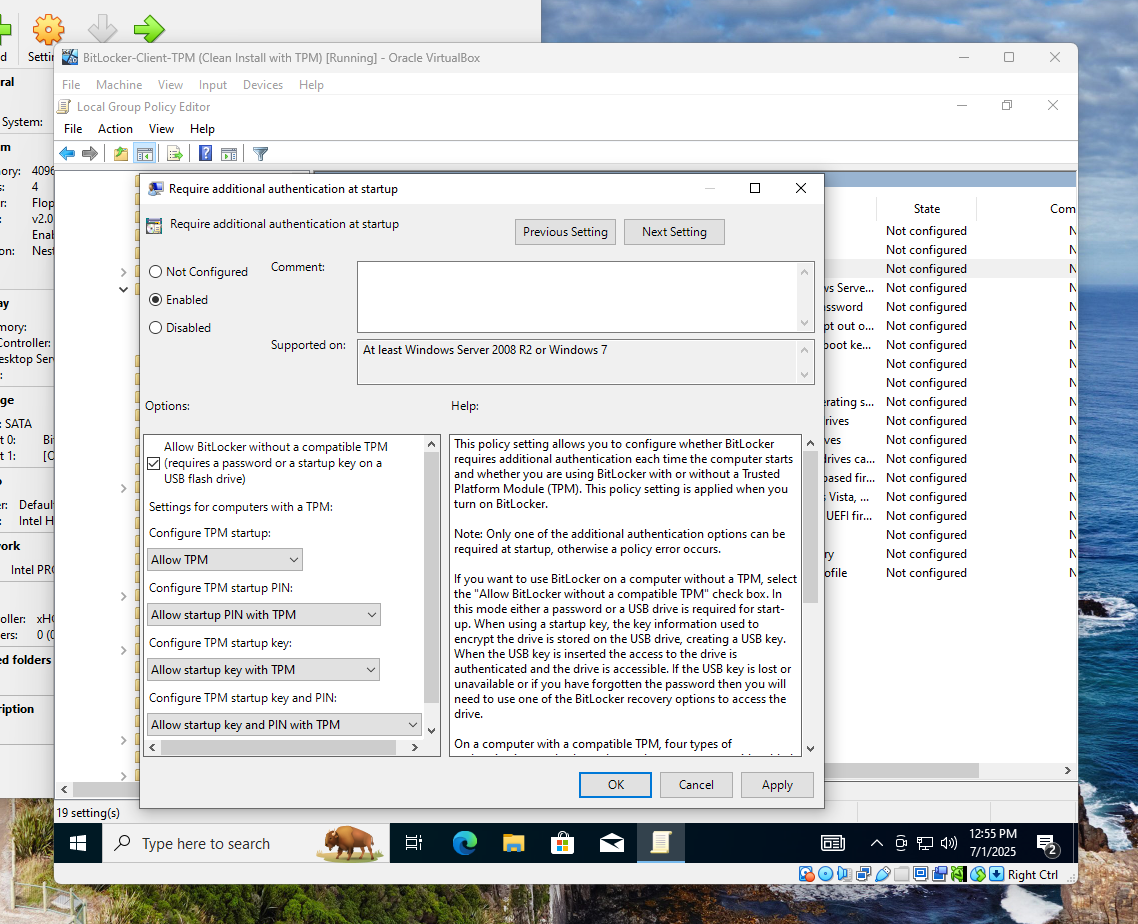 Settin
BitLocker-Client-TPM (Clean Install with TPM) [Running] - Oracle VirtualBox
File Machine View Input Devices Help
Local Group Policy Editor
File Action View Help
System:
4096
4
Flop
v2.0
Enab
Nest
ay
mory:
Controller:
esktop Serv
ge
: SATA
t 0: Bi
t 1: [O
er: Default
: Intel H
ork
Intel PRO
oller: xHC
ers: 0 (0
ed folders
ription
Require additional authentication at startup
Require additional authentication at startup
Previous Setting
Next Setting
Not Configured
Enabled
Disabled
Comment:
Supported on:
At least Windows Server 2008 R2 or Windows 7
Options:
Help:
Allow BitLocker without a compatible TPM
(requires a password or a startup key on a
USB flash drive)
Settings for computers with a TPM:
Configure TPM startup:
Allow TPM
Configure TPM startup PIN:
Allow startup PIN with TPM
Configure TPM startup key:
Allow startup key with TPM
Configure TPM startup key and PIN:
Allow startup key and PIN with TPM
This policy setting allows you to configure whether BitLocker
requires additional authentication each time the computer starts
and whether you are using BitLocker with or without a Trusted
Platform Module (TPM). This policy setting is applied when you
turn on BitLocker.
Note: Only one of the additional authentication options can be
required at startup, otherwise a policy error occurs.
If you want to use BitLocker on a computer without a TPM, select
the "Allow BitLocker without a compatible TPM" check box. In
this mode either a password or a USB drive is required for start-
up. When using a startup key, the key information used to
encrypt the drive is stored on the USB drive, creating a USB key.
When the USB key is inserted the access to the drive is
authenticated and the drive is accessible. If the USB key is lost or
unavailable or if you have forgotten the password then you will
need to use one of the BitLocker recovery options to access the
drive.
On a computer with a compatible TPM, four types of
OK
Cancel
Apply
State Com
Not configured N
Not configured N
Not configured N
ws Serve... Not configured N
ssword Not configured N
pt out o... Not configured N
oot ke... Not configured N
Not configured N
Not configured N
erating s... Not configured N
rives Not configured N
ves Not configured N
drives ca... Not configured N
based fir... Not configured N
s Vista, ... Not configured N
UEFI fir... Not configured N
Not configured N
ry Not configured N
ofile Not configured N
19 setting(s)
Type here to search
12:55 PM
7/1/2025
2
Right Ctrl